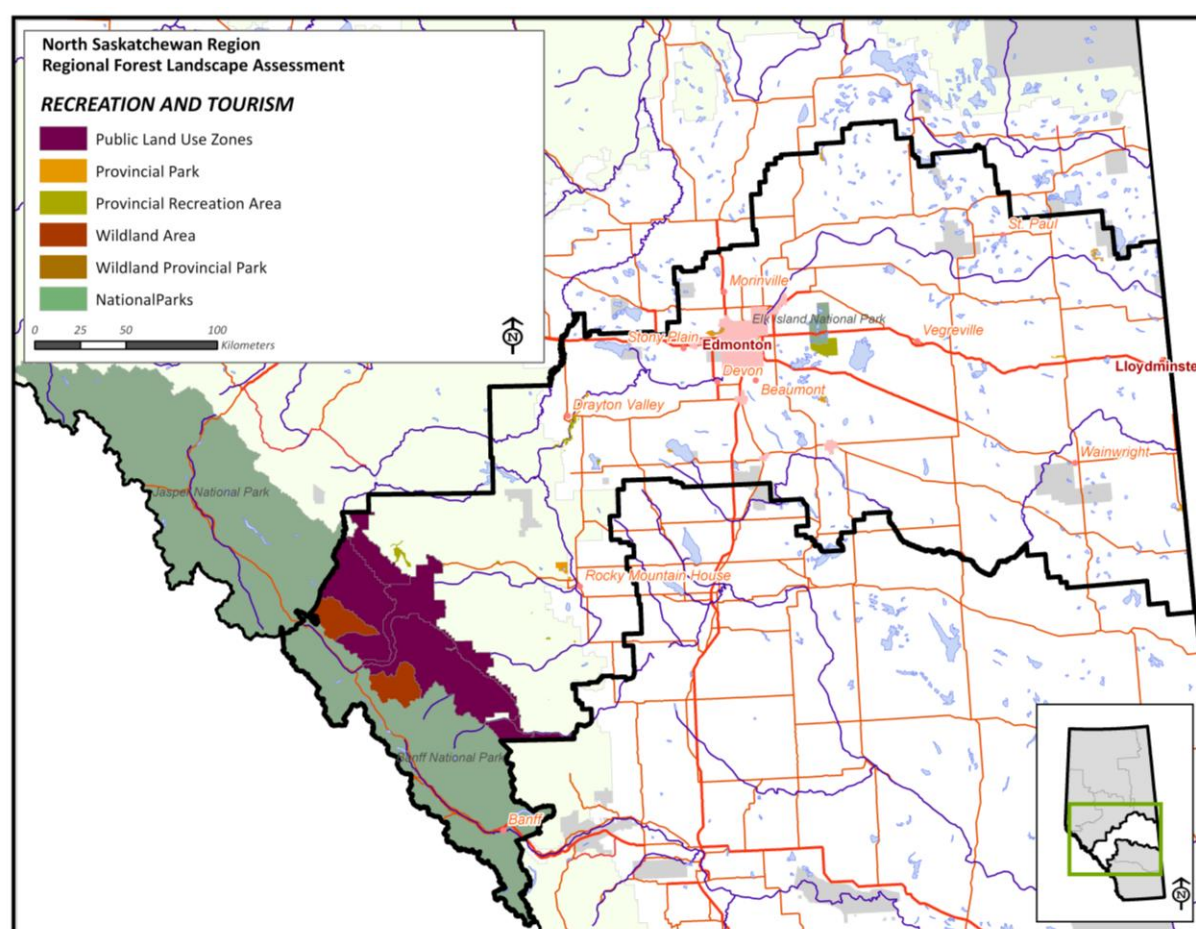 North Saskatchewan Region
Regional Forest Landscape Assessment
RECREATION AND TOURISM
Public Land Use Zones
Provincial Park
Provincial Recreation Area
Wildland Area
Wildland Provincial Park
NationalParks
0 25 50 100
Kilometers
N
St. Paul
Morinville
Elk Island National Park
Vegreville
Stony Plain
Edmonton
Lloydminste
Devon
Beaumont
Drayton Valley
Wainwright
Jasper National Park
Rocky Mountain House
Banff National Park
Banff
N